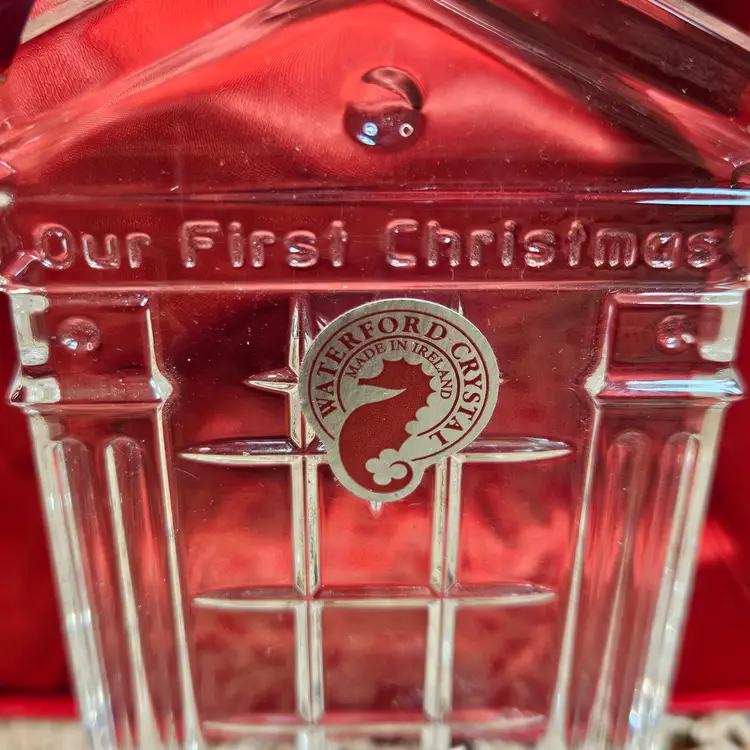 Our First Christmas
WATERFORD CRYSTAL
MADE IN IRELAND